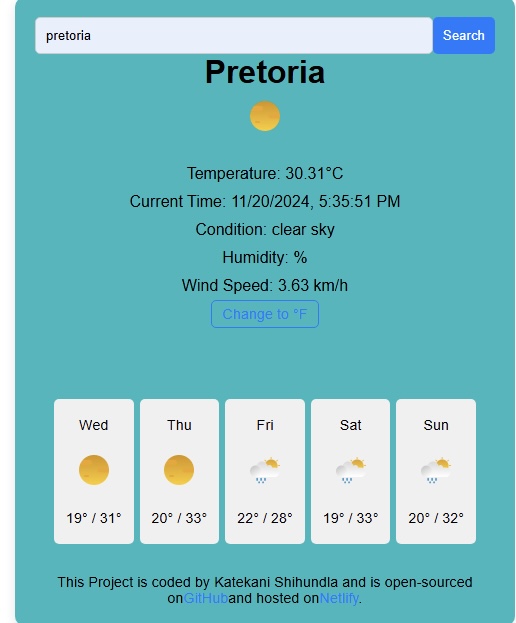 pretoria
Search
Pretoria
Temperature: 30.31°C
Current Time: 11/20/2024, 5:35:51 PM
Condition: clear sky
Humidity: %
Wind Speed: 3.63 km/h
Change to °F
Wed Thu Fri Sat Sun
19° / 31° 20° / 33° 22° / 28° 19° / 33° 20° / 32°
This Project is coded by Katekani Shihundla and is open-sourced
onGitHuband hosted onNetlify.